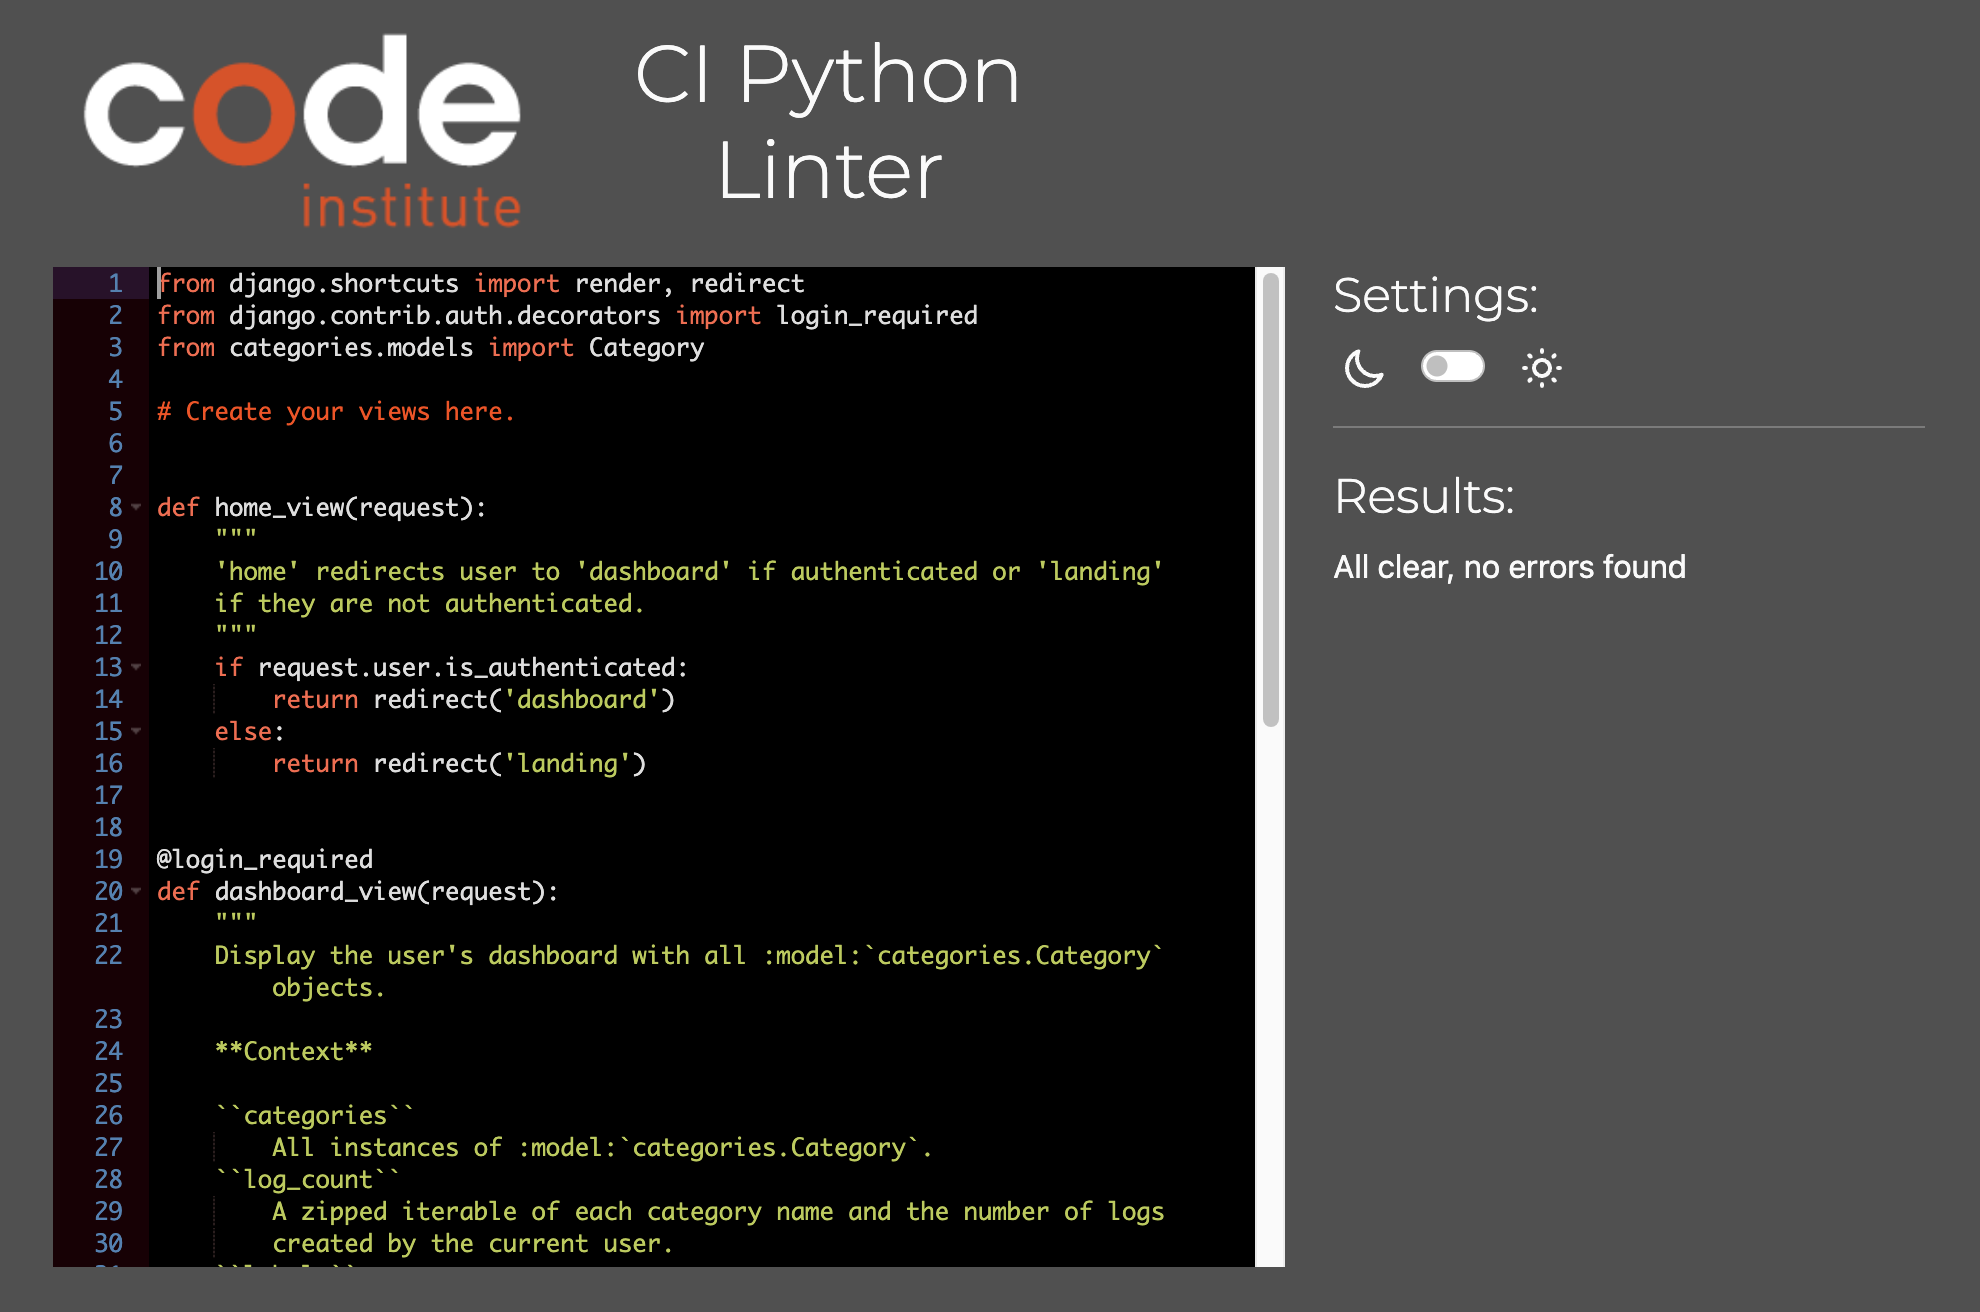 code
institute
CI Python
Linter
1 from django.shortcuts import render, redirect
2 from django.contrib.auth.decorators import login_required
3 from categories.models import Category
4
5 # Create your views here.
6
7
8 def home_view(request):
9 """
10 'home' redirects user to 'dashboard' if authenticated or 'landing'
11 if they are not authenticated.
12 """
13 if request.user.is_authenticated:
14 return redirect('dashboard')
15 else:
16 return redirect('landing')
17
18
19 @login_required
20 def dashboard_view(request):
21 """
22 Display the user's dashboard with all :model:`categories.Category`
objects.
23
24 **Context**
25
26 ``categories``
27 All instances of :model:`categories.Category`.
28 ``log_count``
29 A zipped iterable of each category name and the number of logs
30 created by the current user.
Settings:
Results:
All clear, no errors found